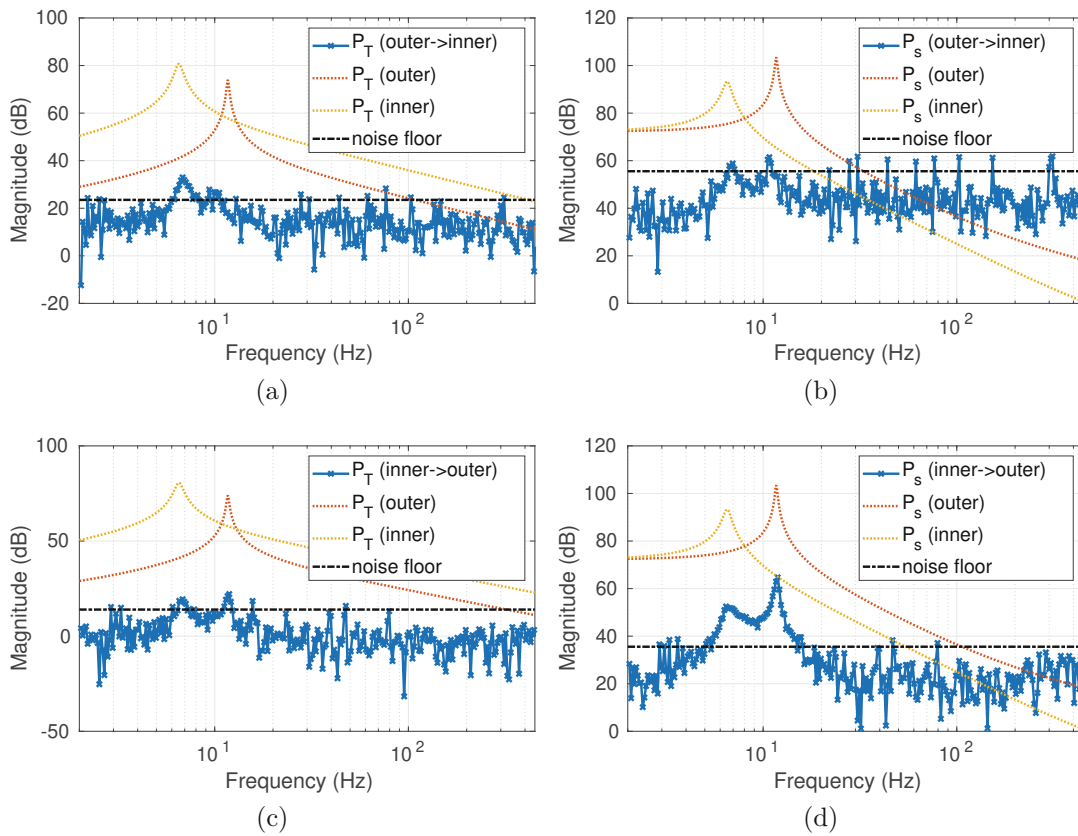 100
80
60
40
20
0
-20
Magnitude (dB)
P_T (outer->inner)
P_T (outer)
P_T (inner)
noise floor
10^1
10^2
Frequency (Hz)
(a)
120
100
80
60
40
20
0
Magnitude (dB)
P_s (outer->inner)
P_s (outer)
P_s (inner)
noise floor
10^1
10^2
Frequency (Hz)
(b)
100
50
0
-50
Magnitude (dB)
P_T (inner->outer)
P_T (outer)
P_T (inner)
noise floor
10^1
10^2
Frequency (Hz)
(c)
120
100
80
60
40
20
0
Magnitude (dB)
P_s (inner->outer)
P_s (outer)
P_s (inner)
noise floor
10^1
10^2
Frequency (Hz)
(d)